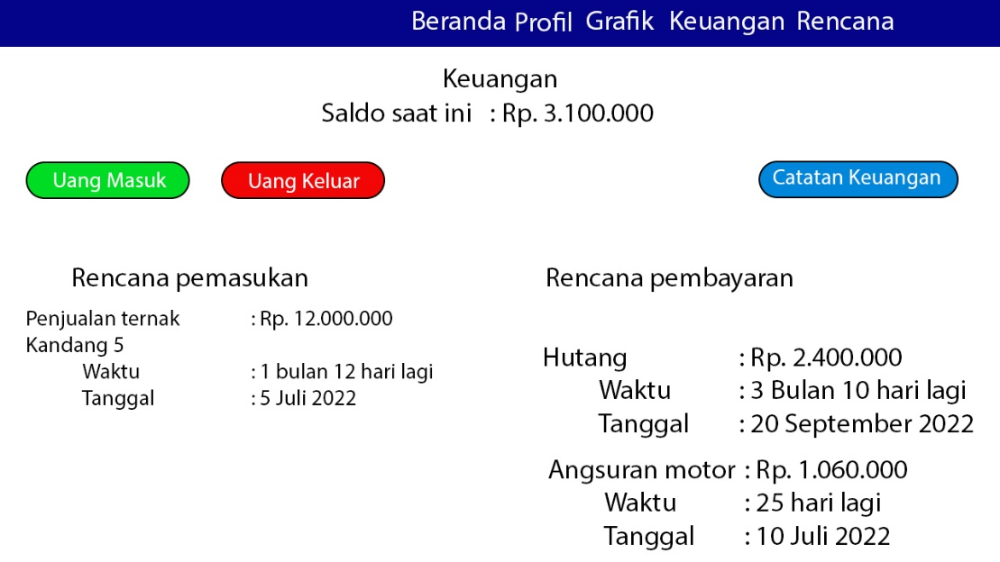 Beranda Profil Grafik Keuangan Rencana
Keuangan
Saldo saat ini : Rp. 3.100.000
Uang Masuk
Uang Keluar
Catatan Keuangan
Rencana pemasukan
Penjualan ternak : Rp. 12.000.000
Kandang 5
Waktu : 1 bulan 12 hari lagi
Tanggal : 5 Juli 2022
Rencana pembayaran
Hutang : Rp. 2.400.000
Waktu : 3 Bulan 10 hari lagi
Tanggal : 20 September 2022
Angsuran motor : Rp. 1.060.000
Waktu : 25 hari lagi
Tanggal : 10 Juli 2022